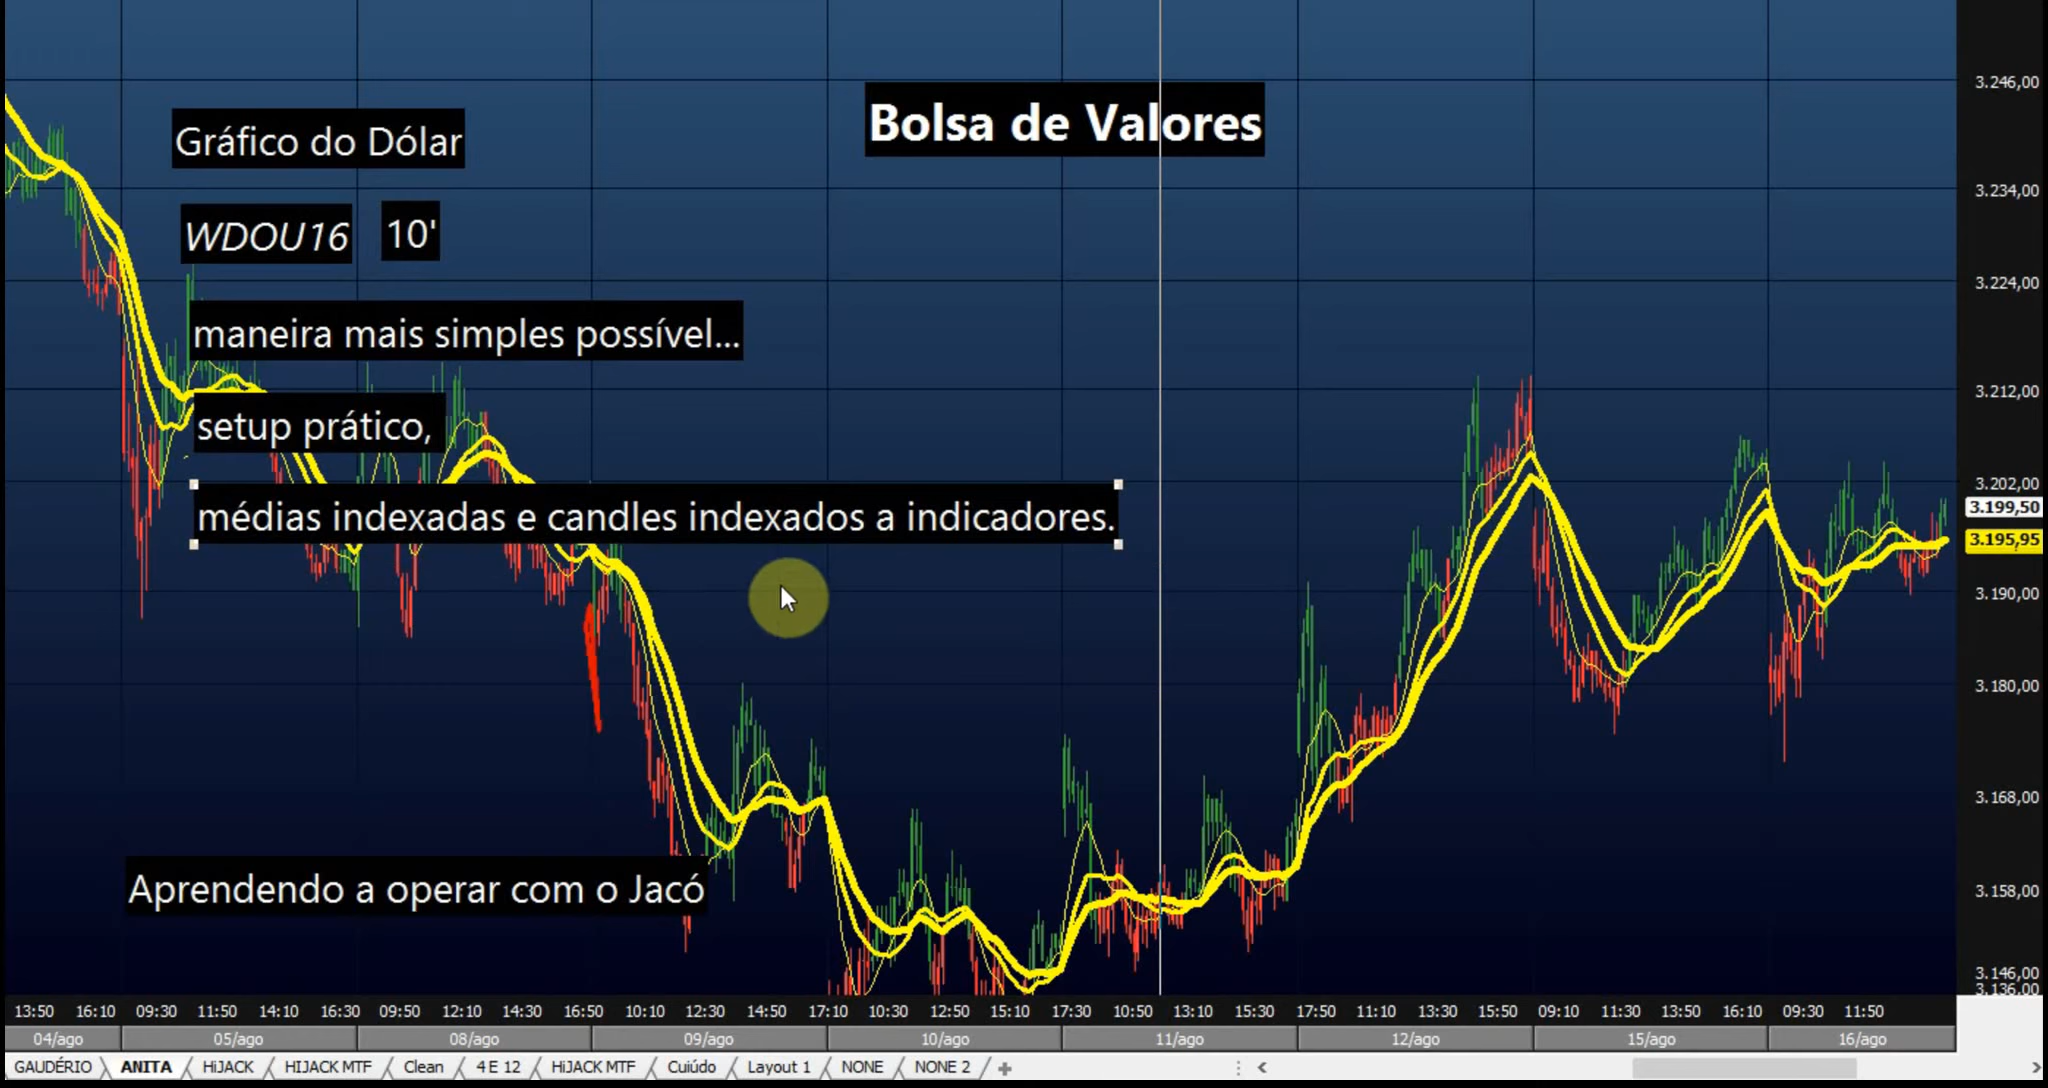 Bolsa de Valores
Gráfico do Dólar
WDOU16 10'
maneira mais simples possível...
setup prático,
médias indexadas e candles indexados a indicadores.
Aprendendo a operar com o Jacó
3.246,00
3.234,00
3.224,00
3.212,00
3.202,00
3.199,50
3.195,95
3.190,00
3.180,00
3.168,00
3.158,00
3.146,00
3.136,00
13:50 16:10 09:30 11:50 14:10 16:30 09:50 12:10 14:30 16:50 10:10 12:30 14:50 17:10 10:30 12:50 15:10 17:30 10:50 13:10 15:30 17:50 11:10 13:30 15:50 09:10 11:30 13:50 16:10 09:30 11:50
04/ago 05/ago 08/ago 09/ago 10/ago 11/ago 12/ago 15/ago 16/ago
GAUDÉRIO ANITA HiJACK HIJACK MTF Clean 4 E 12 HiJACK MTF Cuiúdo Layout 1 NONE NONE 2